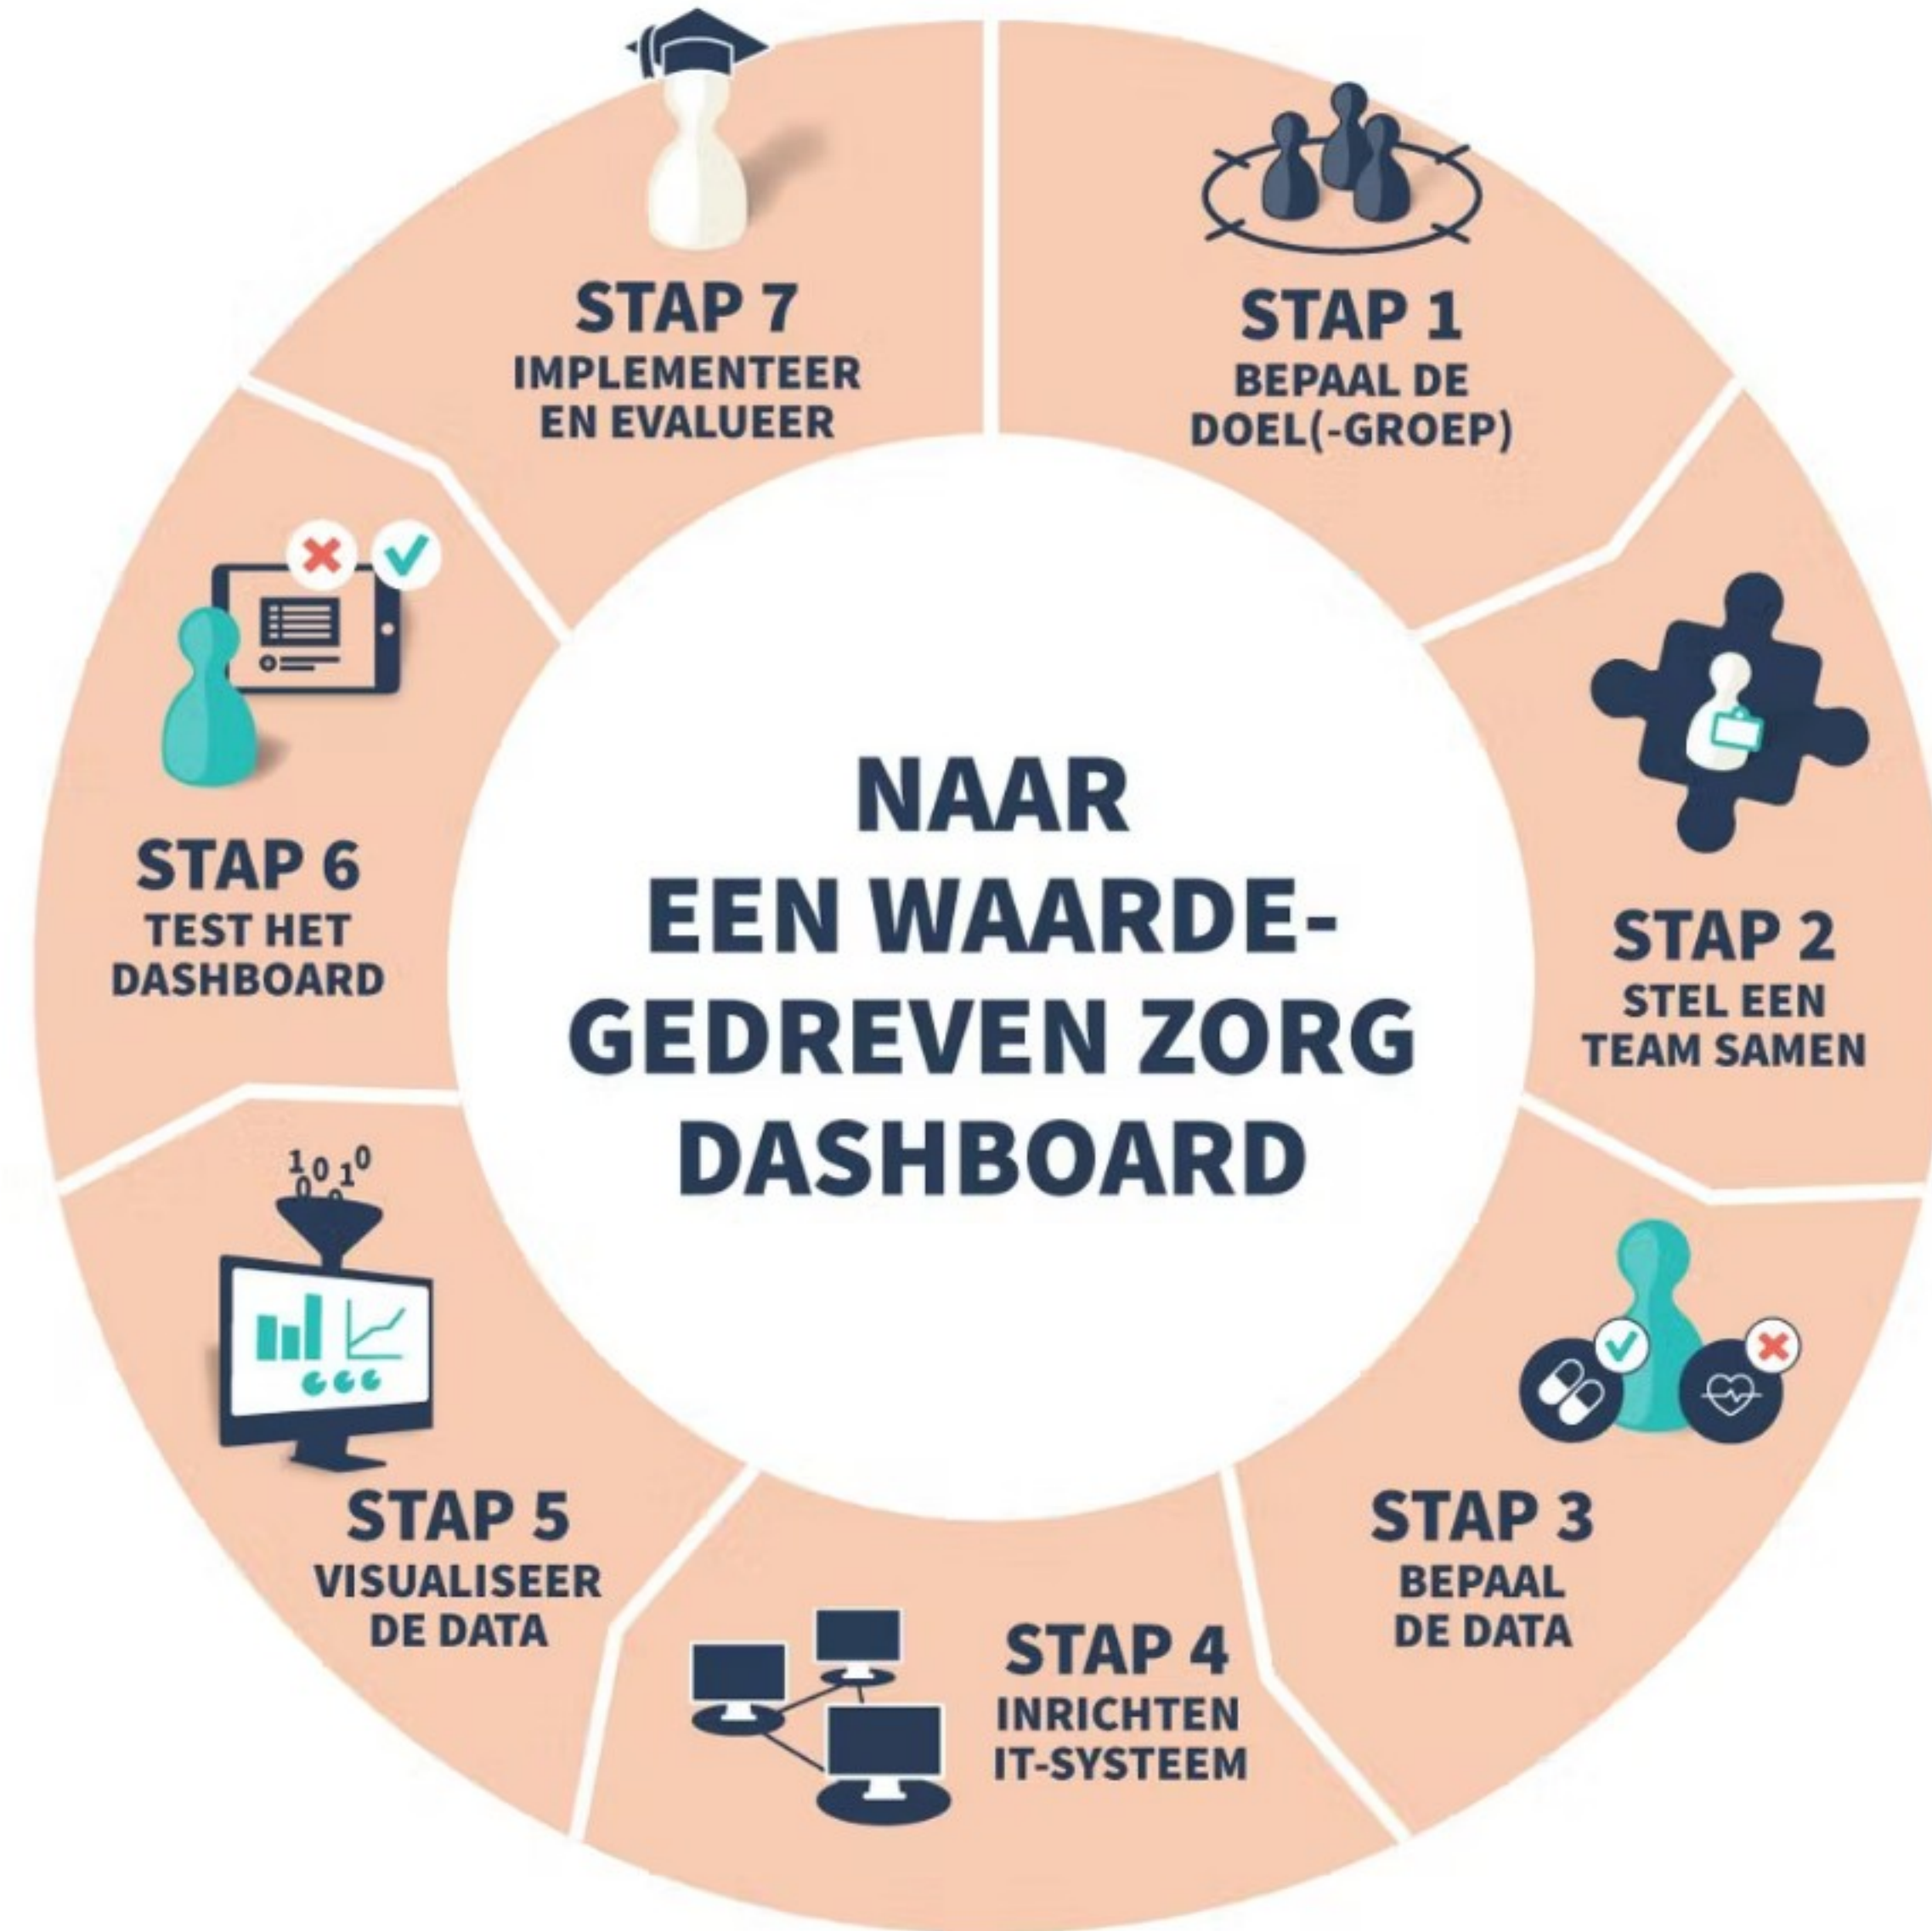 NAAR
EEN WAARDE-
GEDREVEN ZORG
DASHBOARD
STAP 1
BEPAAL DE
DOEL(-GROEP)
STAP 2
STEL EEN
TEAM SAMEN
STAP 3
BEPAAL
DE DATA
STAP 4
INRICHTEN
IT-SYSTEEM
STAP 5
VISUALISEER
DE DATA
STAP 6
TEST HET
DASHBOARD
STAP 7
IMPLEMENTEER
EN EVALUEER